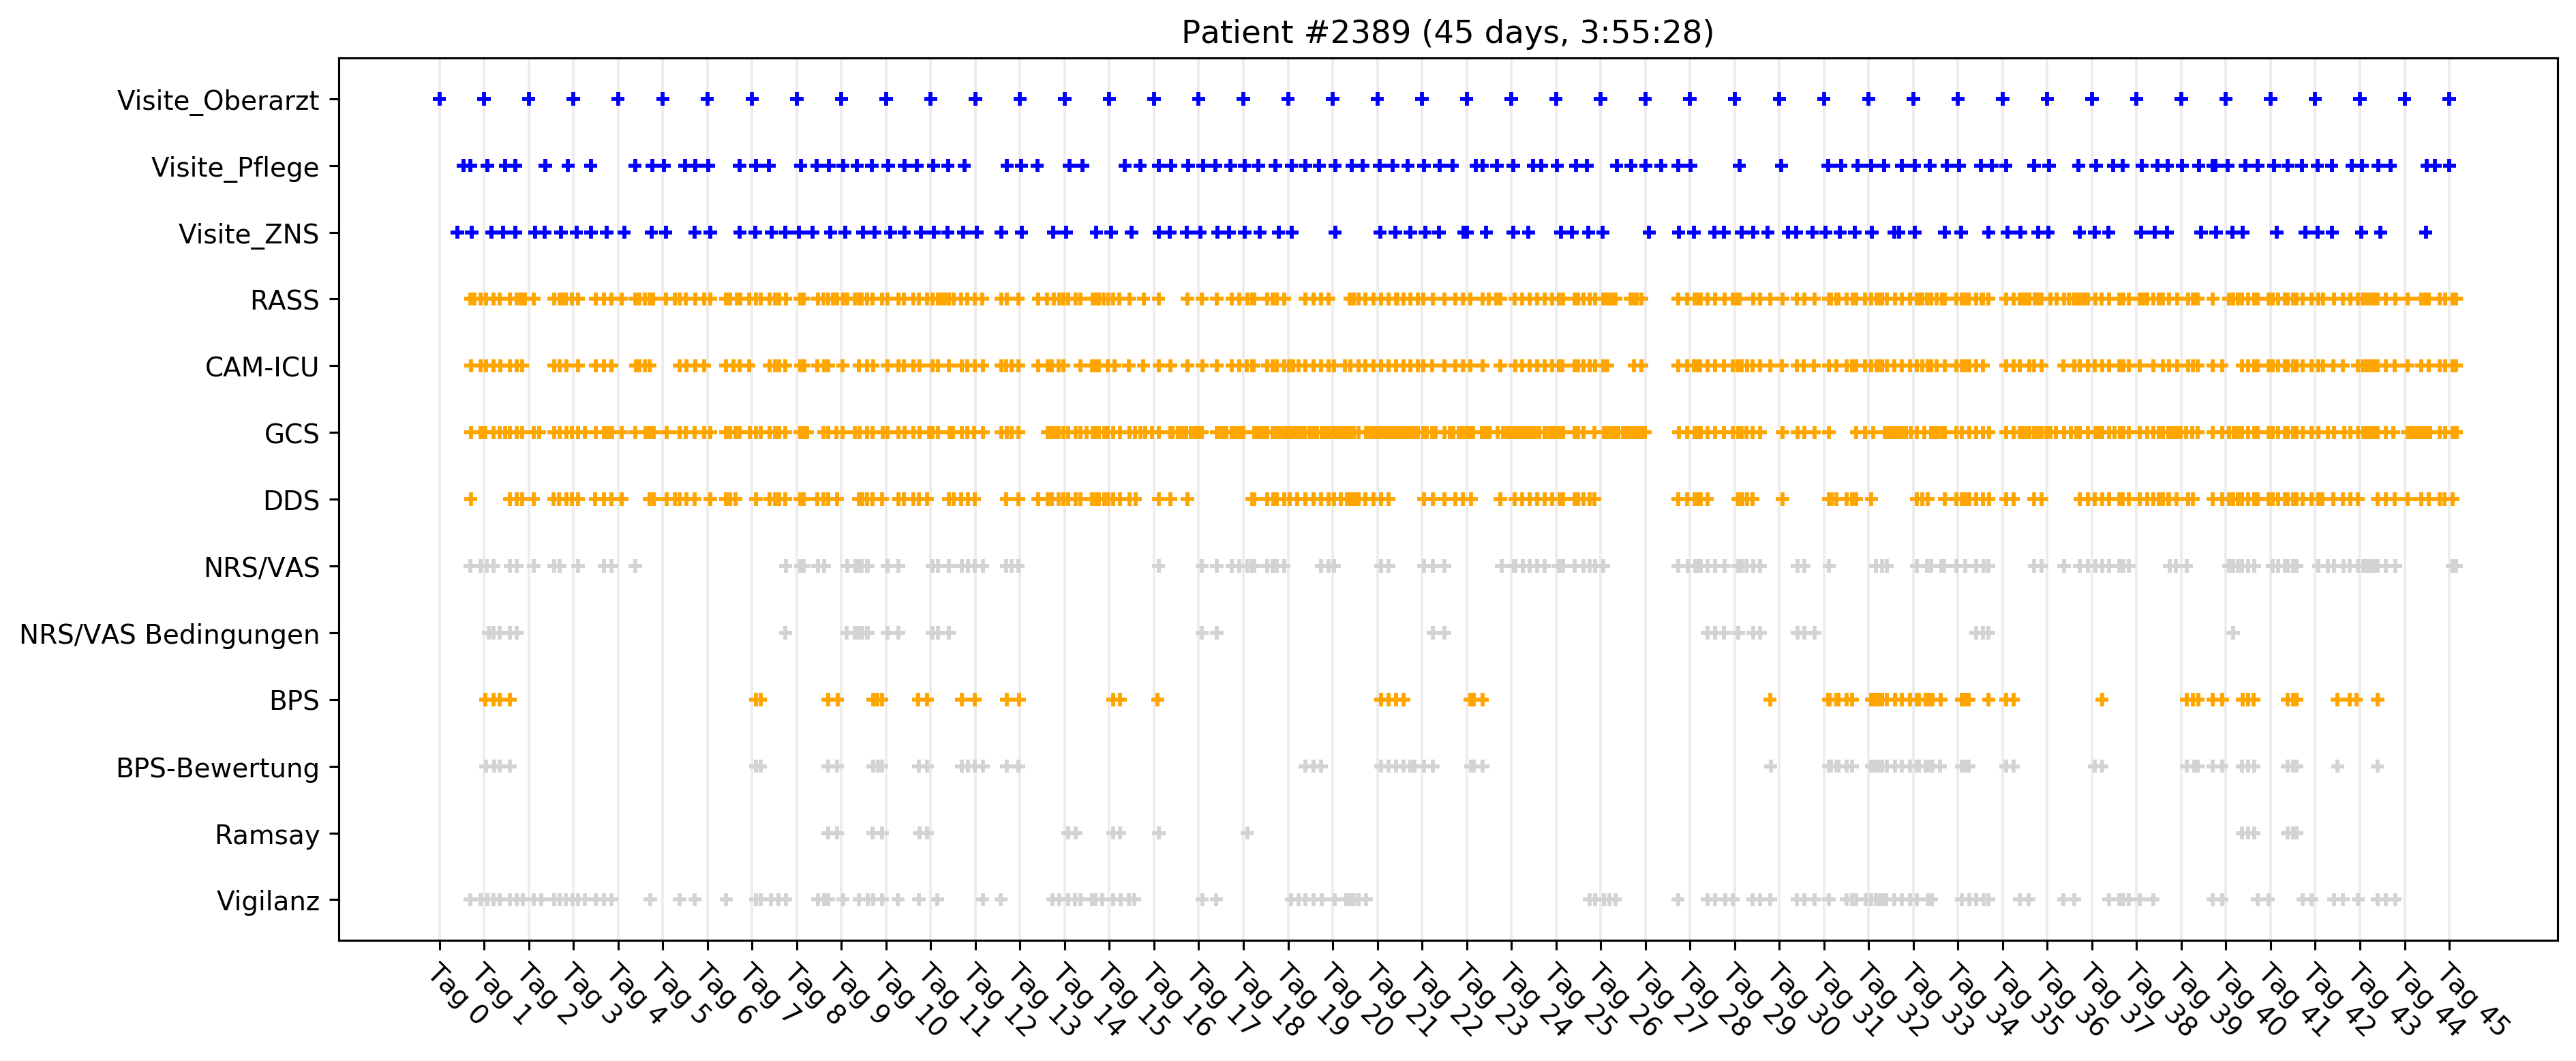 Patient #2389 (45 days, 3:55:28)
Visite_Oberarzt
Visite_Pflege
Visite_ZNS
RASS
CAM-ICU
GCS
DDS
NRS/VAS
NRS/VAS Bedingungen
BPS
BPS-Bewertung
Ramsay
Vigilanz
Tag 0
Tag 1
Tag 2
Tag 3
Tag 4
Tag 5
Tag 6
Tag 7
Tag 8
Tag 9
Tag 10
Tag 11
Tag 12
Tag 13
Tag 14
Tag 15
Tag 16
Tag 17
Tag 18
Tag 19
Tag 20
Tag 21
Tag 22
Tag 23
Tag 24
Tag 25
Tag 26
Tag 27
Tag 28
Tag 29
Tag 30
Tag 31
Tag 32
Tag 33
Tag 34
Tag 35
Tag 36
Tag 37
Tag 38
Tag 39
Tag 40
Tag 41
Tag 42
Tag 43
Tag 44
Tag 45